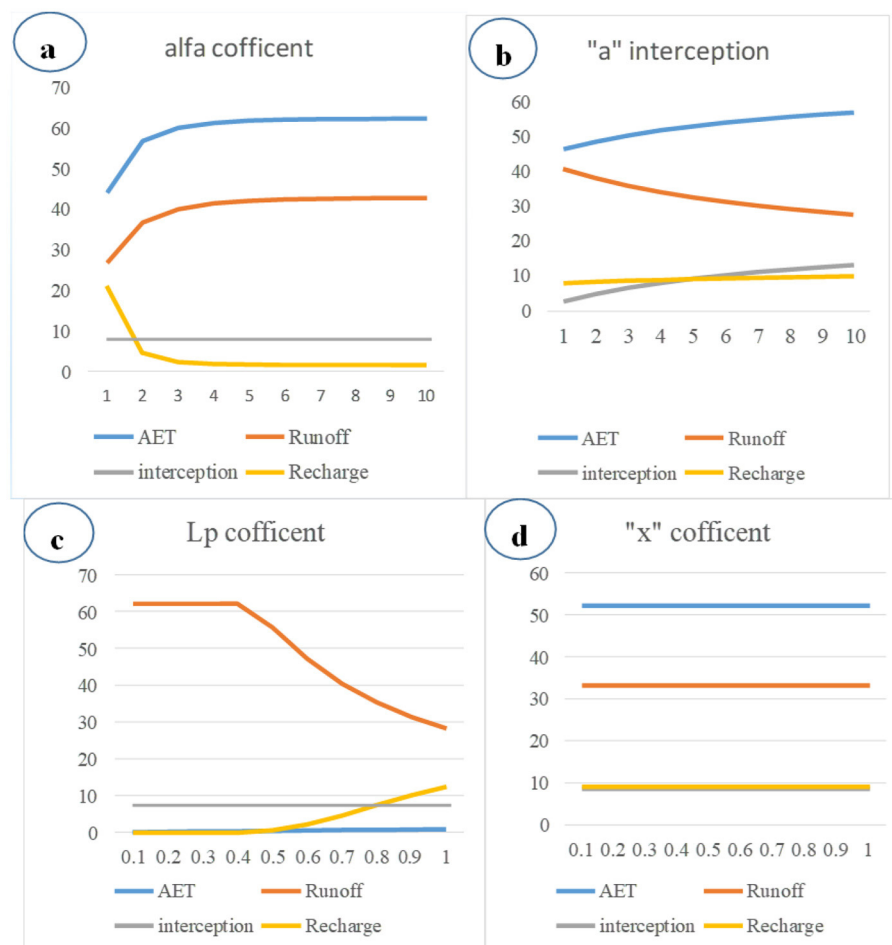 a
alfa cofficent
70
60
50
40
30
20
10
0
1 2 3 4 5 6 7 8 9 10
AET Runoff
interception Recharge
b
"a" interception
60
50
40
30
20
10
0
1 2 3 4 5 6 7 8 9 10
AET Runoff
interception Recharge
c
Lp cofficent
70
60
50
40
30
20
10
0
0.1 0.2 0.3 0.4 0.5 0.6 0.7 0.8 0.9 1
AET Runoff
interception Recharge
d
"x" cofficent
60
50
40
30
20
10
0
0.1 0.2 0.3 0.4 0.5 0.6 0.7 0.8 0.9 1
AET Runoff
interception Recharge